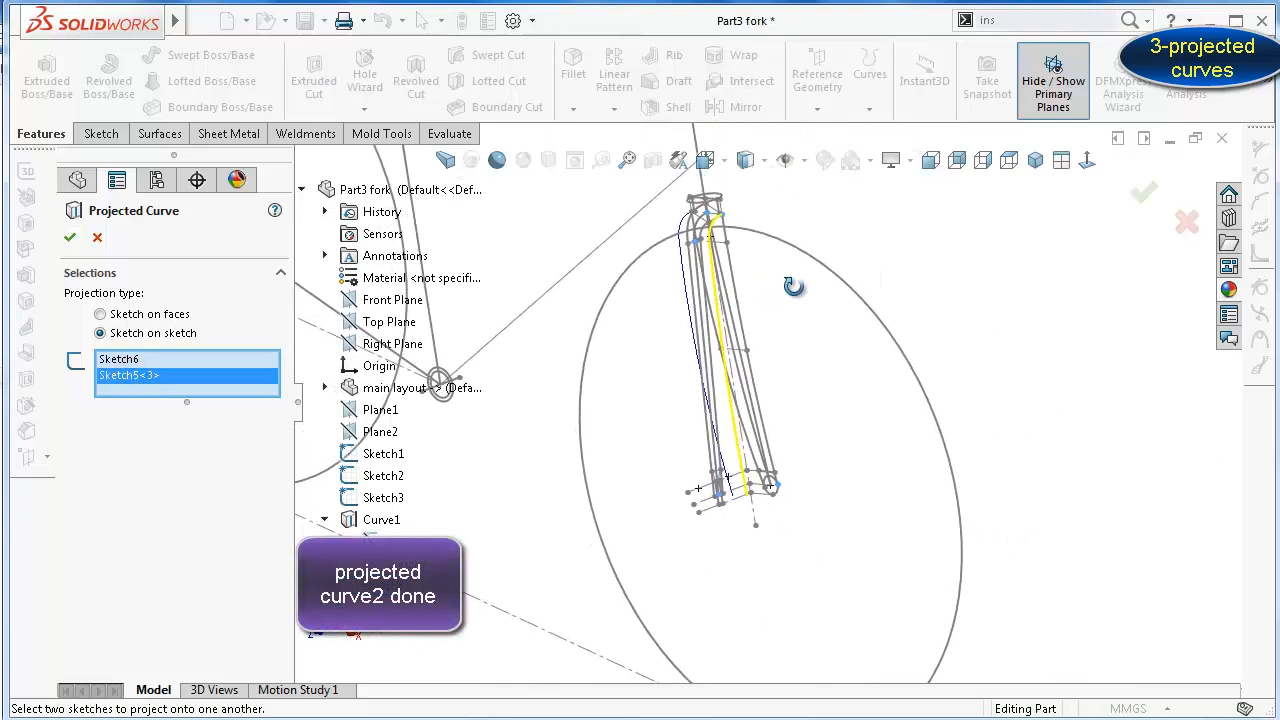 SOLIDWORKS
Part3 fork *
ins
3-projected
curves
Extruded
Boss/Base
Revolved
Boss/Base
Swept Boss/Base
Lofted Boss/Base
Boundary Boss/Base
Extruded
Cut
Hole
Wizard
Revolved
Cut
Swept Cut
Lofted Cut
Boundary Cut
Fillet
Linear
Pattern
Rib
Draft
Shell
Wrap
Intersect
Mirror
Reference
Geometry
Curves
Instant3D
Take
Snapshot
Hide / Show
Primary
Planes
DFMXpress
Analysis
Wizard
Analysis
Features
Sketch
Surfaces
Sheet Metal
Weldments
Mold Tools
Evaluate
Projected Curve
Selections
Projection type:
Sketch on faces
Sketch on sketch
Sketch6
Sketch5<3>
Part3 fork (Default<<Def...
History
Sensors
Annotations
Material <not specifi...
Front Plane
Top Plane
Right Plane
Origin
main layout-> (Defa...
Plane1
Plane2
Sketch1
Sketch2
Sketch3
Curve1
projected
curve2 done
Model
3D Views
Motion Study 1
Select two sketches to project onto one another.
Editing Part
MMGS